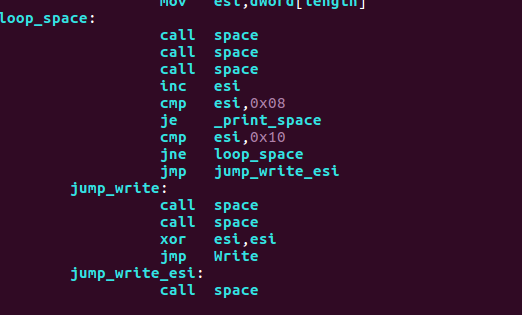 mov esi,dword[length]
loop_space:
call space
call space
call space
inc esi
cmp esi,0x08
je _print_space
cmp esi,0x10
jne loop_space
jmp jump_write_esi
jump_write:
call space
call space
xor esi,esi
jmp Write
jump_write_esi:
call space